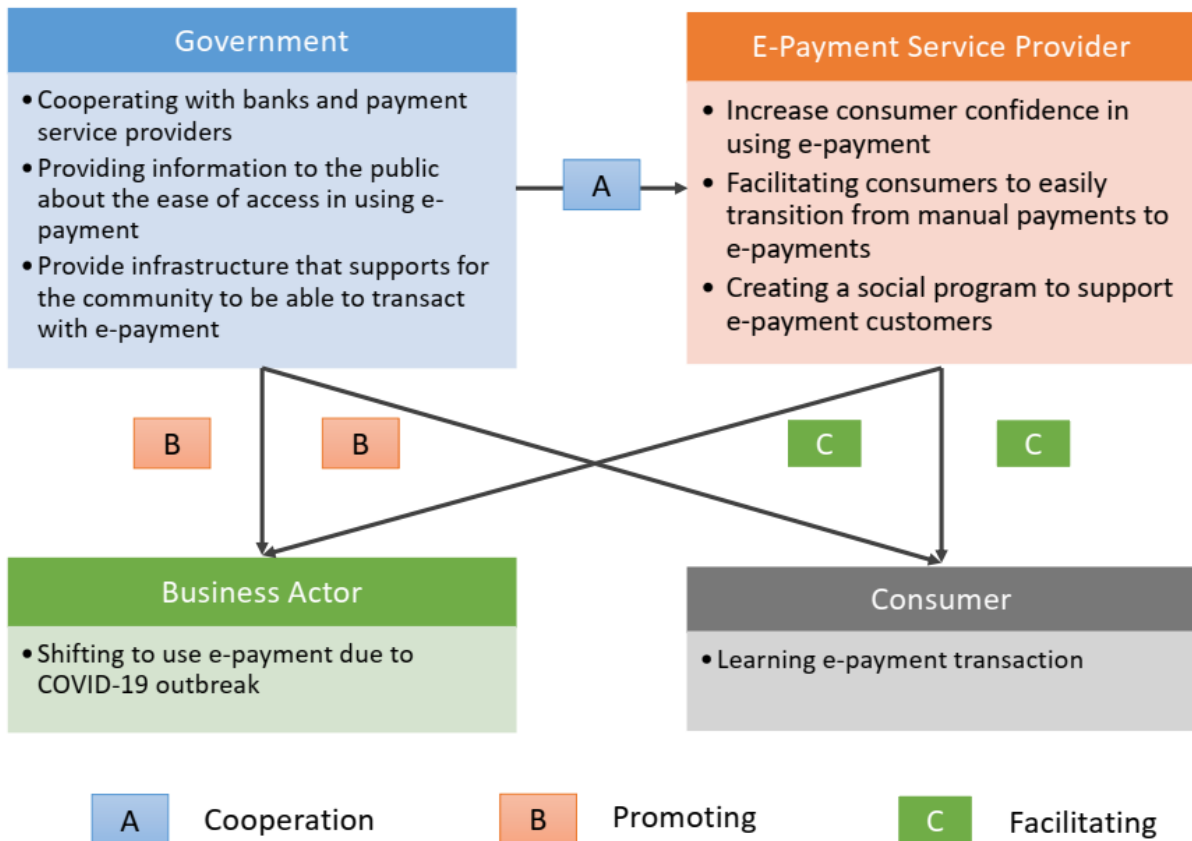 Government
• Cooperating with banks and payment
service providers
• Providing information to the public
about the ease of access in using e-
payment
• Provide infrastructure that supports for
the community to be able to transact
with e-payment
A
E-Payment Service Provider
• Increase consumer confidence in
using e-payment
• Facilitating consumers to easily
transition from manual payments to
e-payments
• Creating a social program to support
e-payment customers
B
B
C
C
Business Actor
• Shifting to use e-payment due to
COVID-19 outbreak
Consumer
• Learning e-payment transaction
A Cooperation
B Promoting
C Facilitating